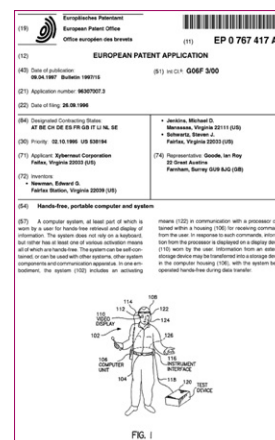 Europäisches Patentamt
(19) European Patent Office
Office européen des brevets (11) EP 0 767 417 A
(12) EUROPEAN PATENT APPLICATION
(43) Date of publication: (51) Int Cl.6: G06F 3/00
09.04.1997 Bulletin 1997/15
(21) Application number: 96307007.3
(22) Date of filing: 26.09.1996
(84) Designated Contracting States:
AT BE CH DE ES FR GB IT LI NL SE
(30) Priority: 02.10.1995 US 538194
(71) Applicant: Xybernaut Corporation
Fairfax, Virginia 22033 (US)
(72) Inventors:
• Newman, Edward G.
Fairfax Station, Virginia 22039 (US)
• Jenkins, Michael D.
Manassas, Virginia 22111 (US)
• Schwartz, Steven J.
Fairfax, Virginia 22033 (US)
(74) Representative: Goode, Ian Roy
Farnham, Surrey GU9 8JG (GB)
(54) Hands-free, portable computer and system
(57) A computer system, at least part of which is
worn by a user for hands-free retrieval and display of
information. The system does not rely on a keyboard,
but rather has at least one of various activation means
all of which are hands-free. The system can be self-con-
tained, or can be used with other systems, other system
components and communication apparatus. In one em-
bodiment, the system (102) includes an activating
means (122) in communication with a processor c
tained within a housing (106) for receiving commar
from the user. In response to such commands, inform
tion from the processor is displayed on a display devi
(110) worn by the user. Information from an exter
storage device may be transferred into a storage devi
in the computer housing (106), with the system be
operated hands-free during data transfer.
108
114
112
122
110
VIDEO
DISPLAY
124
102
126
106
COMPUTER
UNIT
116
INSTRUMENT
INTERFACE
104
118
130
TEST
DEVICE
FIG. 1